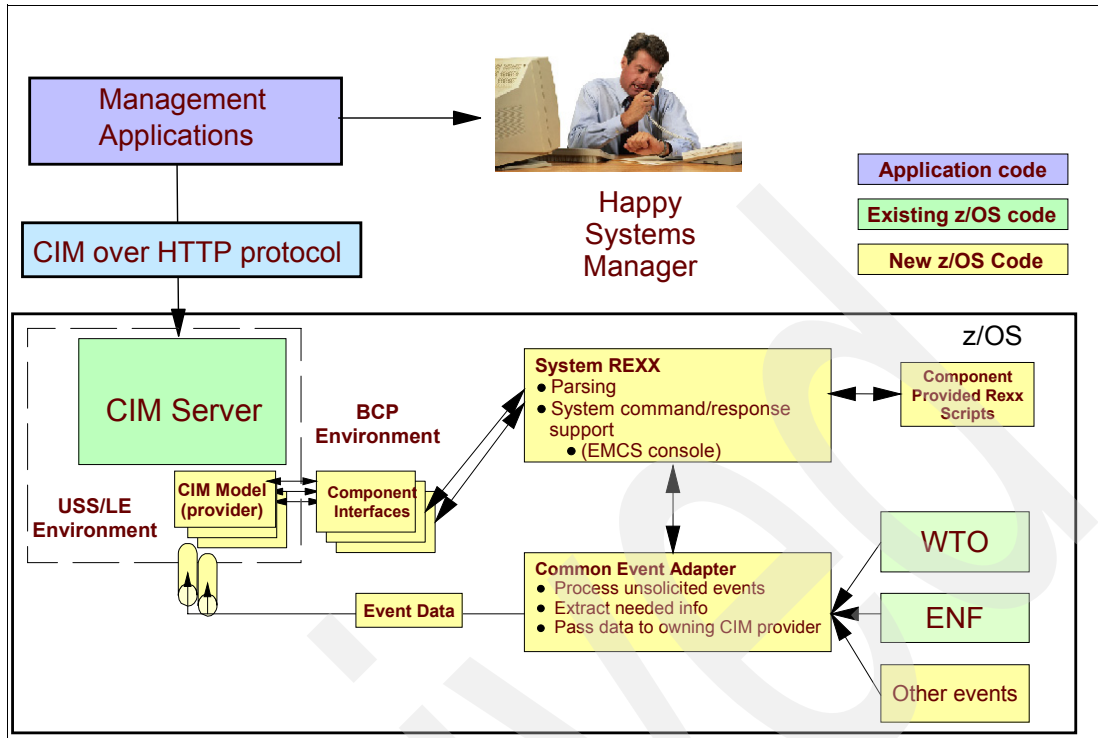 Management
Applications
Happy
Systems
Manager
Application code
Existing z/OS code
New z/OS Code
CIM over HTTP protocol
z/OS
CIM Server
BCP
Environment
System REXX
● Parsing
● System command/response
support
● (EMCS console)
Component
Provided Rexx
Scripts
USS/LE
Environment
CIM Model
(provider)
Component
Interfaces
Common Event Adapter
● Process unsolicited events
● Extract needed info
● Pass data to owning CIM provider
Event Data
WTO
ENF
Other events